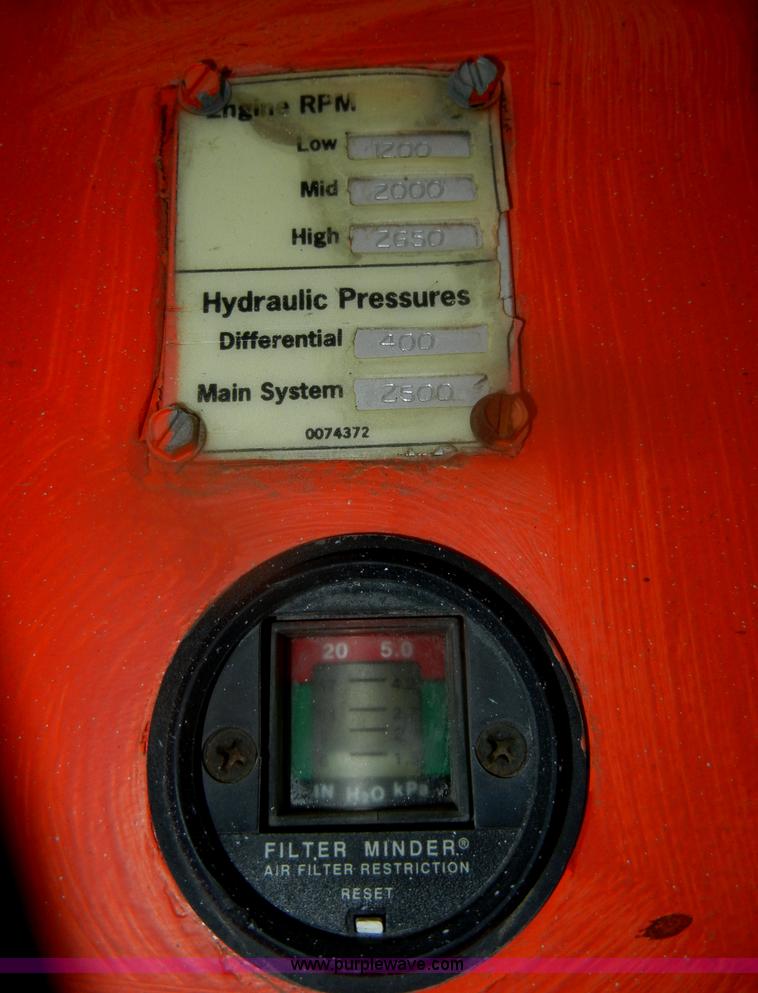 Engine RPM
Low 1200
Mid 2000
High 2650
Hydraulic Pressures
Differential 400
Main System 2500
0074372
20 5.0
IN H2O kPa
FILTER MINDER®
AIR FILTER RESTRICTION
RESET
www.purplewave.com